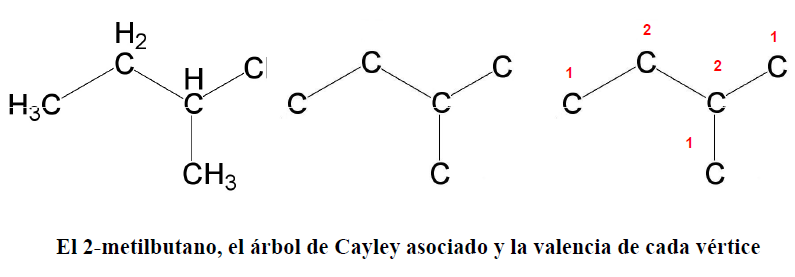 H₂
C
H
C
H₃C
C
CH₃
C
C
C
C
C
2
1
1
2
C
C
C
C
1
C
El 2-metilbutano, el árbol de Cayley asociado y la valencia de cada vértice